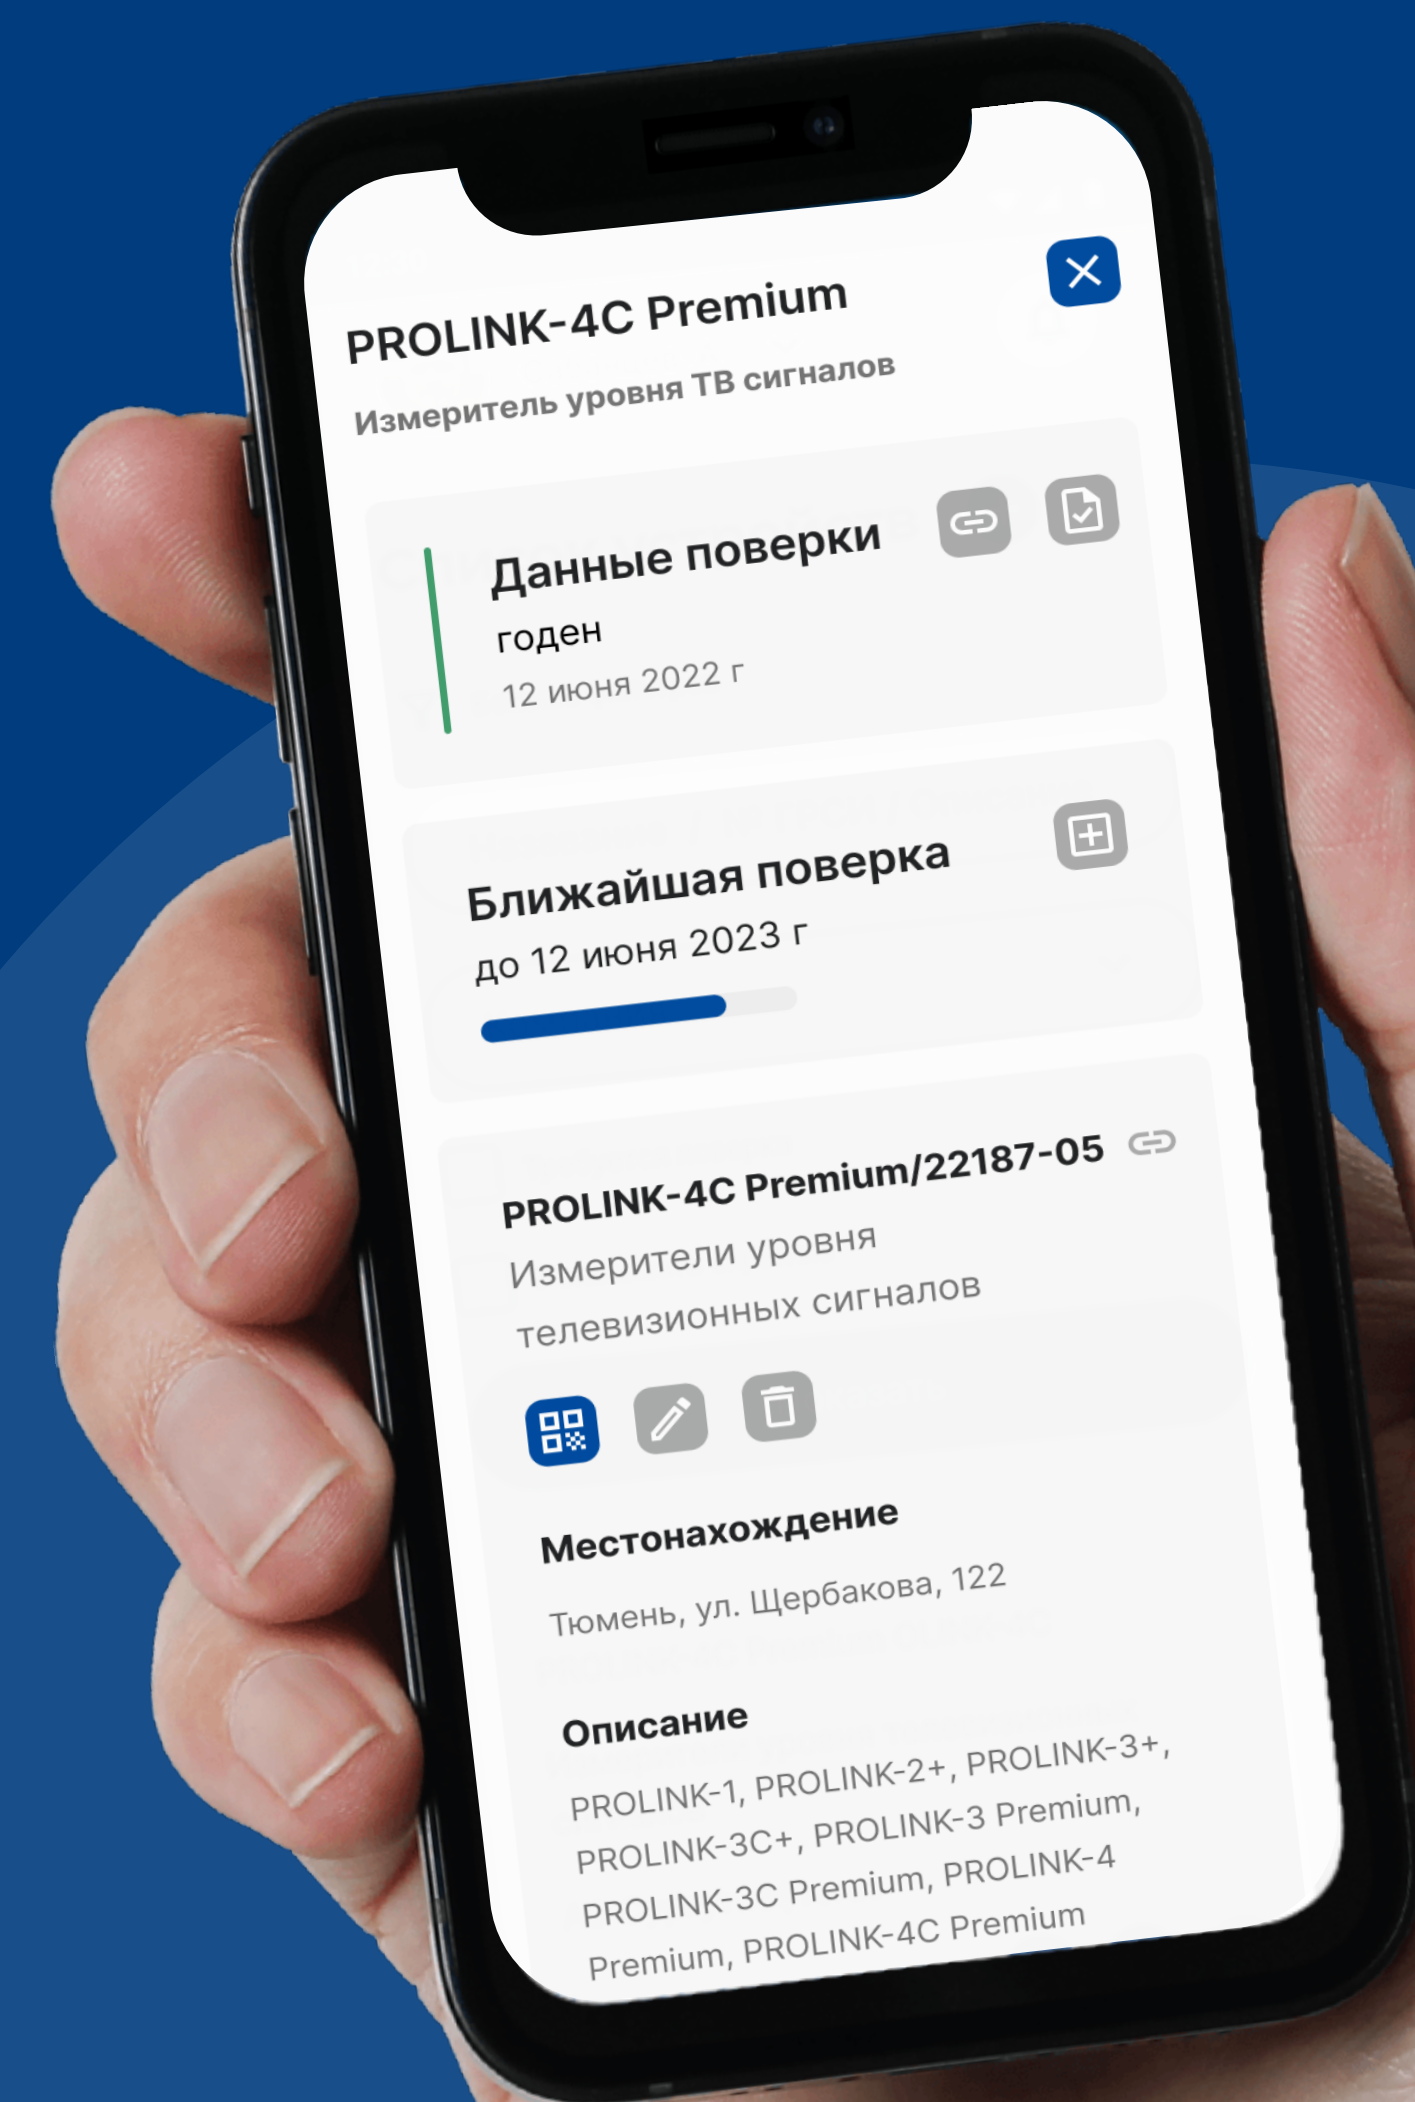 PROLINK-4C Premium
Измеритель уровня ТВ сигналов
Данные поверки
годен
12 июня 2022 г
Ближайшая поверка
до 12 июня 2023 г
PROLINK-4C Premium/22187-05
Измерители уровня
телевизионных сигналов
Местонахождение
Тюмень, ул. Щербакова, 122
Описание
PROLINK-1, PROLINK-2+, PROLINK-3+,
PROLINK-3C+, PROLINK-3 Premium,
PROLINK-3C Premium, PROLINK-4
Premium, PROLINK-4C Premium